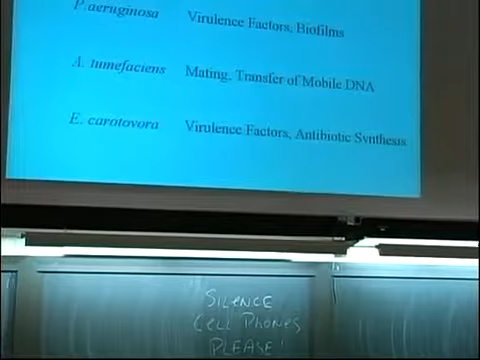 P. aeruginosa Virulence Factors, Biofilms
A. tumefaciens Mating, Transfer of Mobile DNA
E. carotovora Virulence Factors, Antibiotic Synthesis
SILENCE
CELL PHONES
PLEASE!